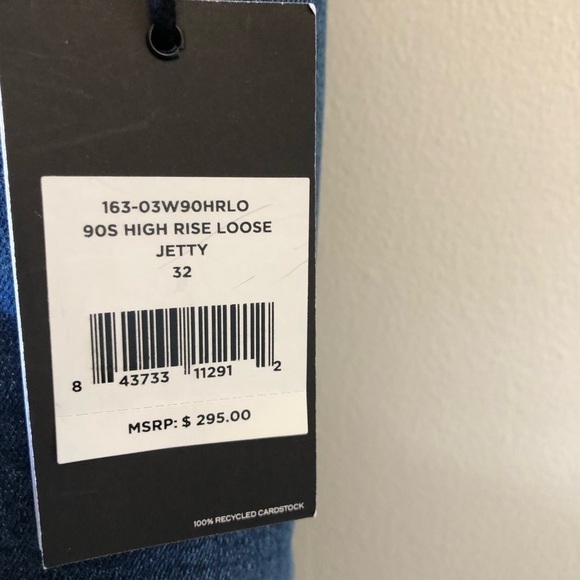 163-03W90HRLO
90S HIGH RISE LOOSE
JETTY
32
8 43733 11291 2
MSRP: $ 295.00
100% RECYCLED CARDSTOCK